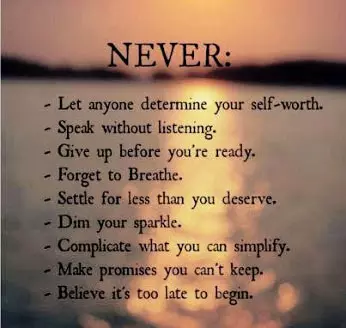 NEVER:
- Let anyone determine your self-worth.
- Speak without listening.
- Give up before you're ready.
- Forget to Breathe.
- Settle for less than you deserve.
- Dim your sparkle.
- Complicate what you can simplify.
- Make promises you can't keep.
- Believe it's too late to begin.